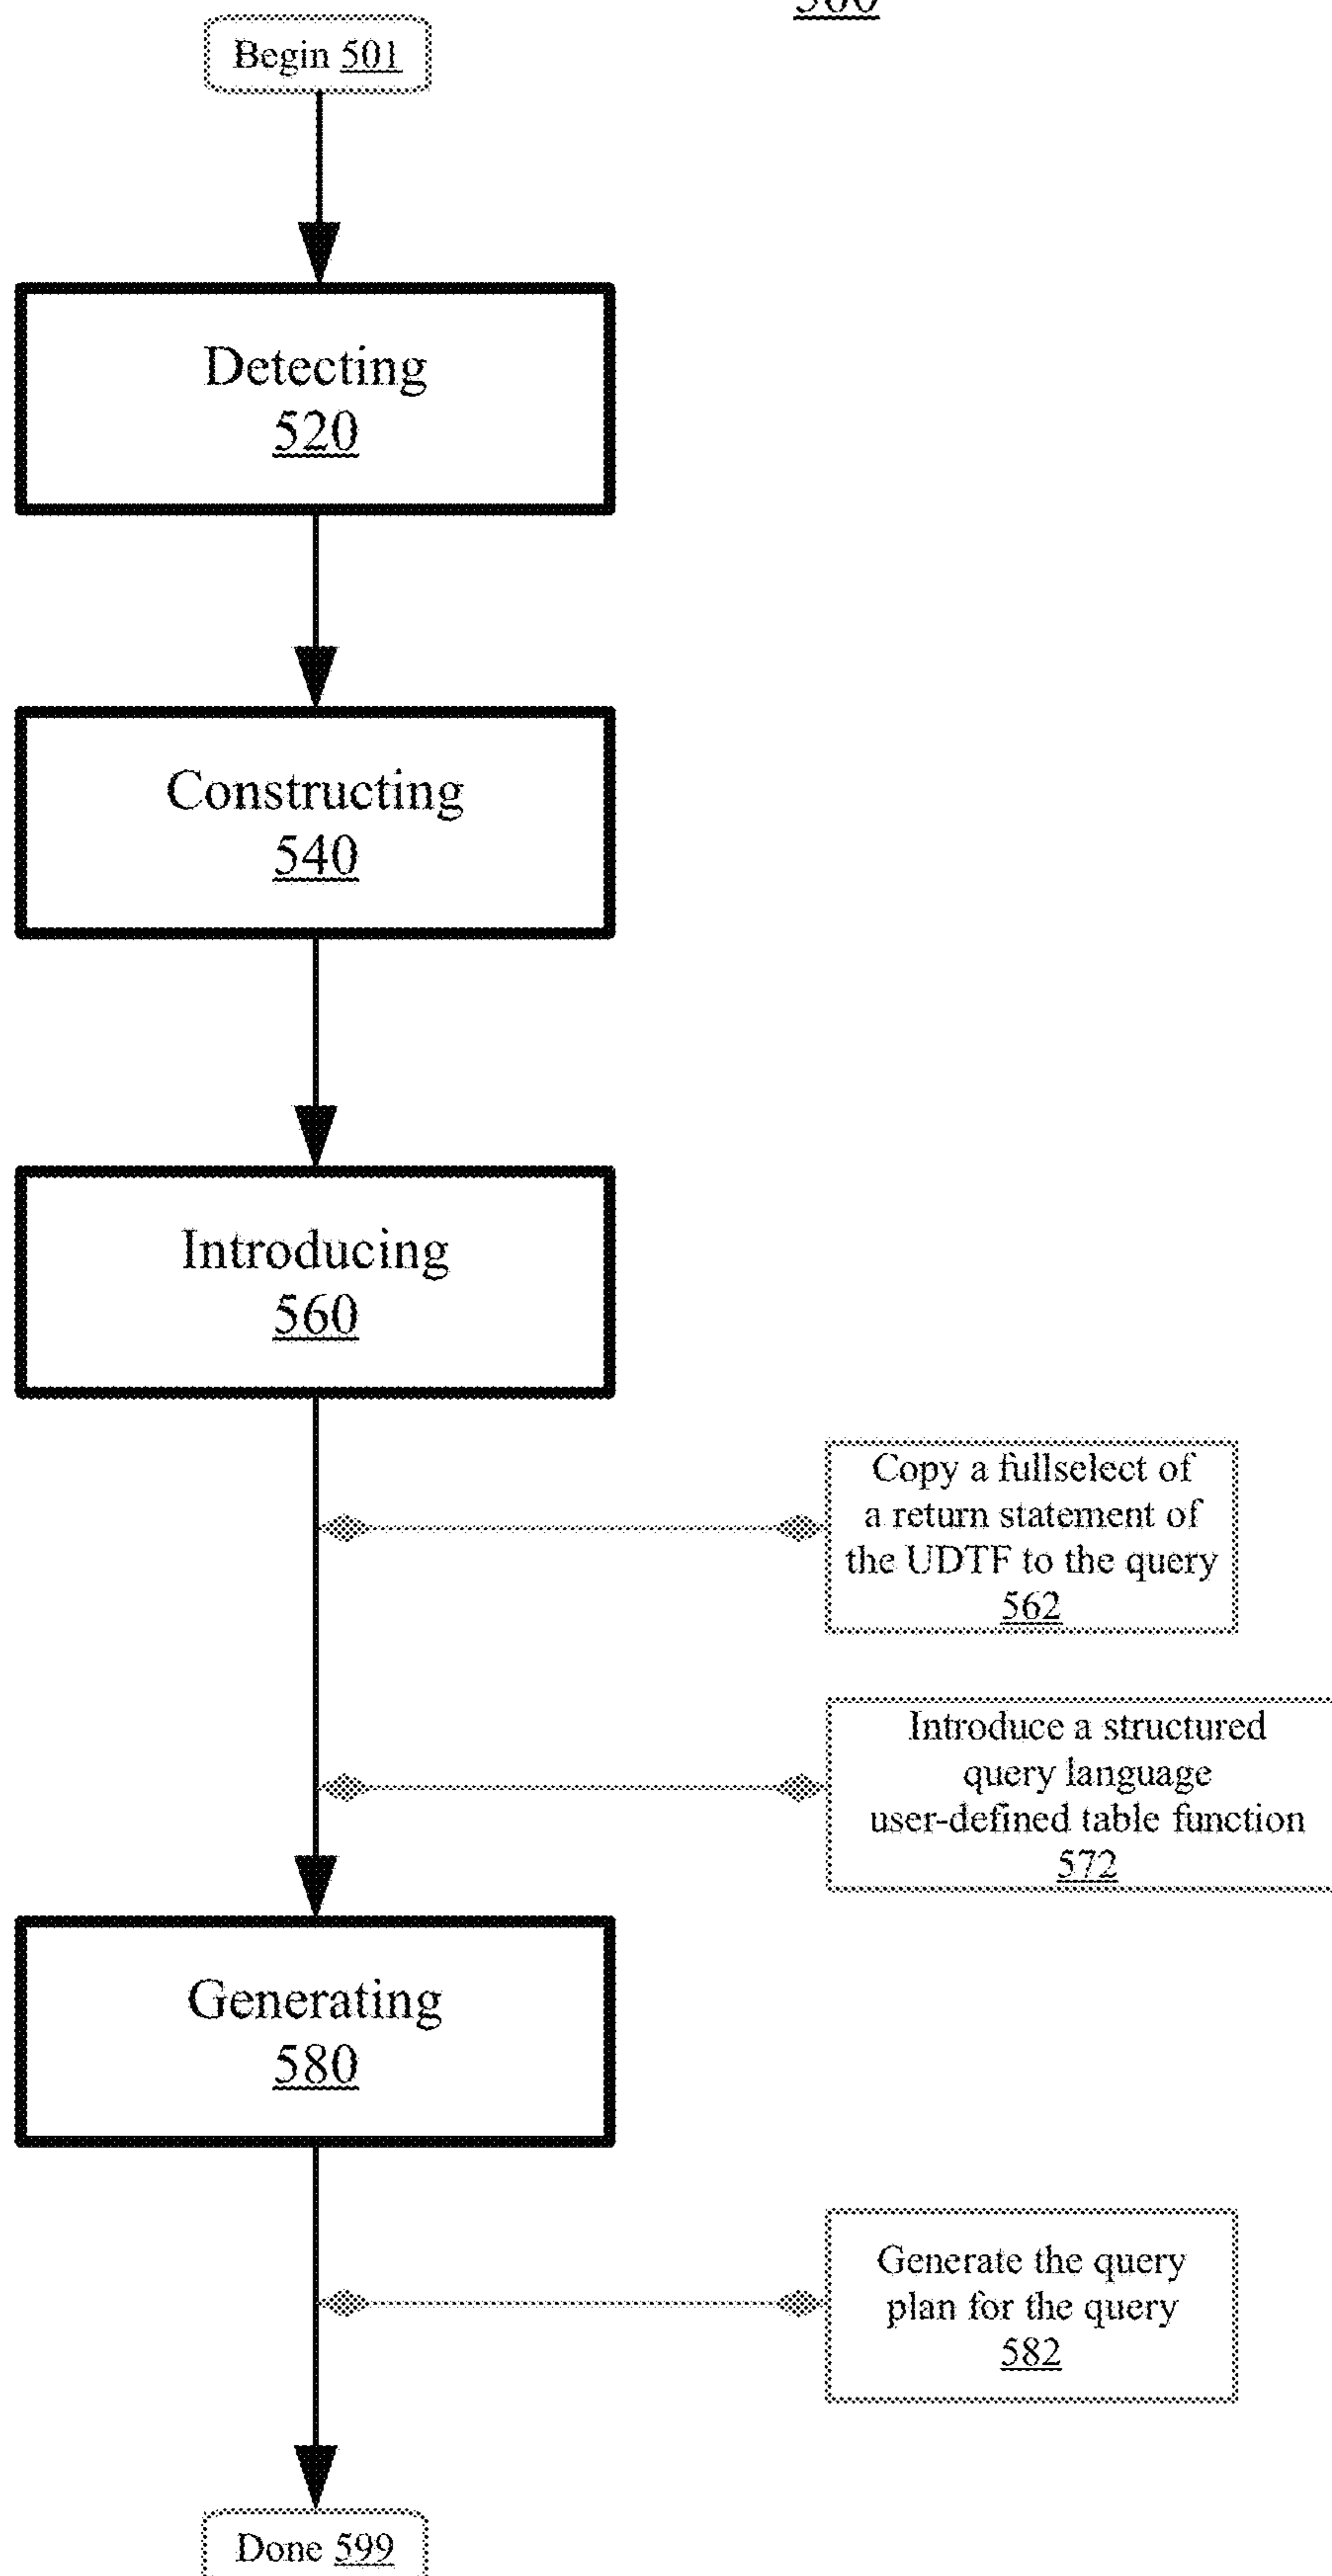 Begin 501
Detecting
520
Constructing
540
Introducing
560
Copy a fullselect of
a return statement of
the UDTF to the query
562
Introduce a structured
query language
user-defined table function
572
Generating
580
Generate the query
plan for the query
582
Done 599